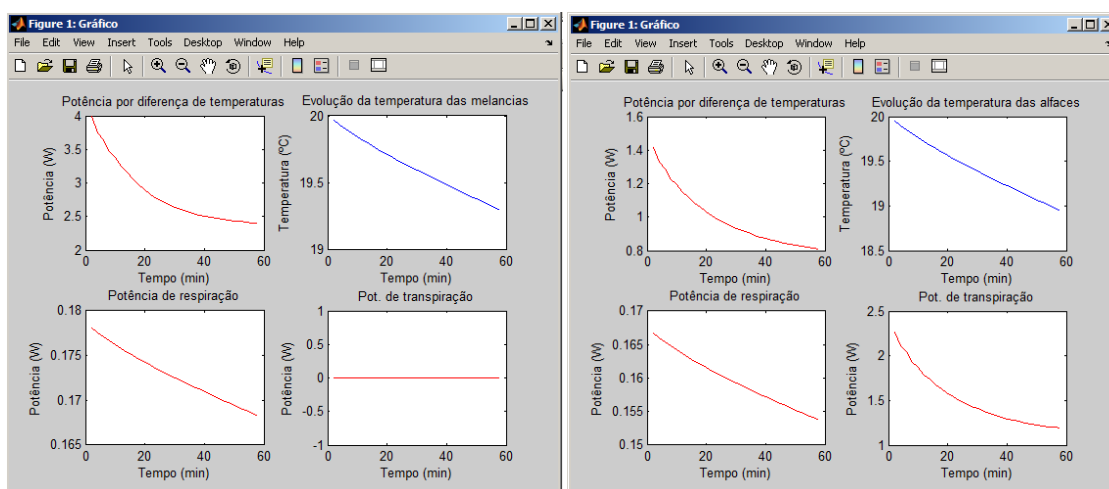 Figure 1: Gráfico
File Edit View Insert Tools Desktop Window Help
Potência por diferença de temperaturas
4
3.5
3
2.5
2
Potência (W)
0 20 40 60
Tempo (min)
Evolução da temperatura das melancias
20
19.5
19
Temperatura (ºC)
0 20 40 60
Tempo (min)
Potência de respiração
0.18
0.175
0.17
0.165
Potência (W)
0 20 40 60
Tempo (min)
Pot. de transpiração
1
0.5
0
-0.5
-1
Potência (W)
0 20 40 60
Tempo (min)
Figure 1: Gráfico
File Edit View Insert Tools Desktop Window Help
Potência por diferença de temperaturas
1.6
1.4
1.2
1
0.8
Potência (W)
0 20 40 60
Tempo (min)
Evolução da temperatura das alfaces
20
19.5
19
18.5
Temperatura (ºC)
0 20 40 60
Tempo (min)
Potência de respiração
0.17
0.165
0.16
0.155
0.15
Potência (W)
0 20 40 60
Tempo (min)
Pot. de transpiração
2.5
2
1.5
1
Potência (W)
0 20 40 60
Tempo (min)